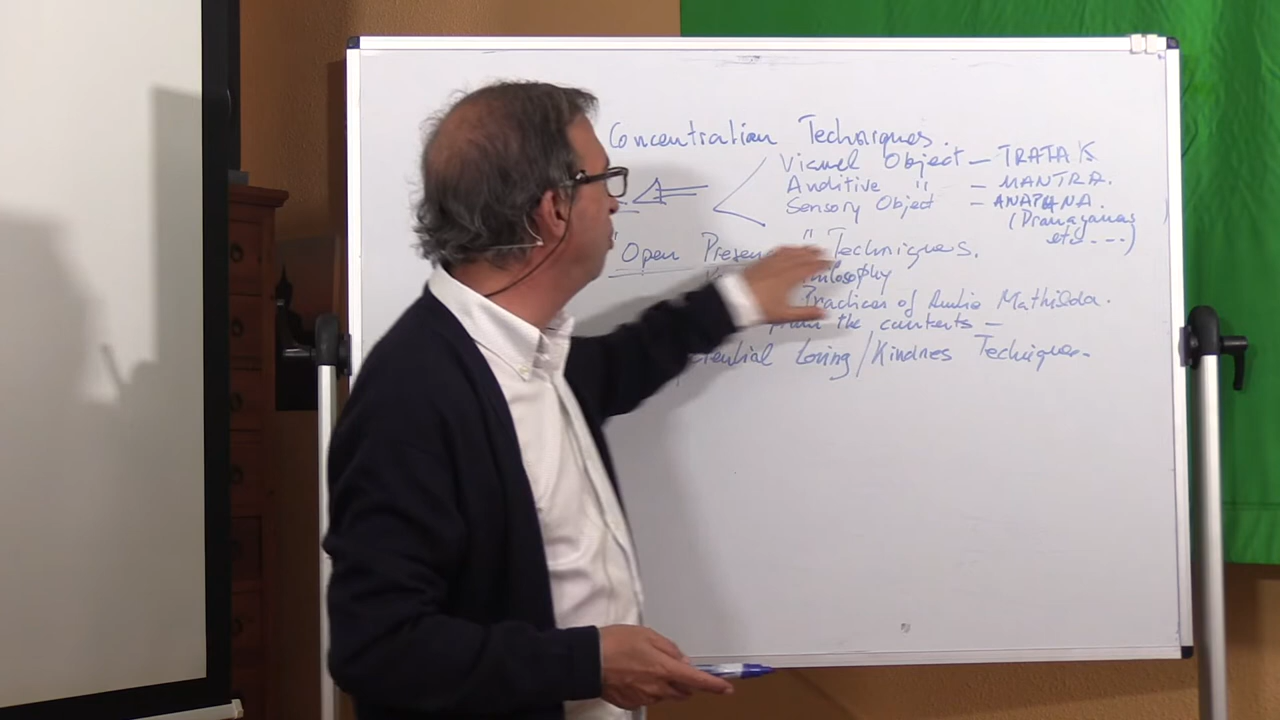 Concentration Techniques.
Visual Object – TRATAK
Auditive " – MANTRA.
Sensory Object – ANAPANA.
(Pranayamas
etc...)
"Open Presen " Techniques.
Philosophy
Practices of Mathilda.
from the contents –
tential Loving/Kindnes Techniques.